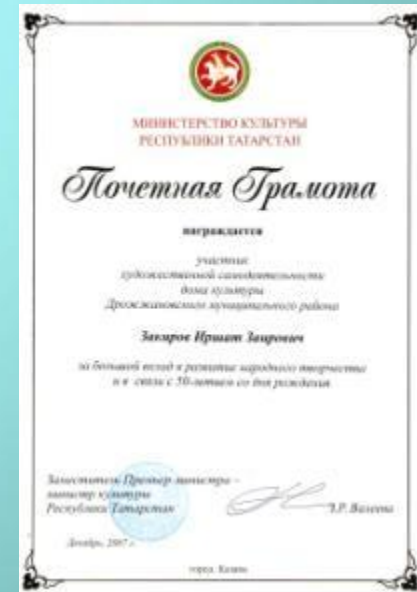 МИНИСТЕРСТВО КУЛЬТУРЫ
РЕСПУБЛИКИ ТАТАРСТАН
Почетная Грамота
награждается
участник
художественной самодеятельности
дома культуры
Дрожжановского муниципального района
Закиров Иршат Заирович
за большой вклад в развитие народного творчества
и в связи с 50-летием со дня рождения
Заместитель Премьер министра –
министр культуры
Республики Татарстан
З.Р. Валеева
Декабрь, 2007 г.
город Казань